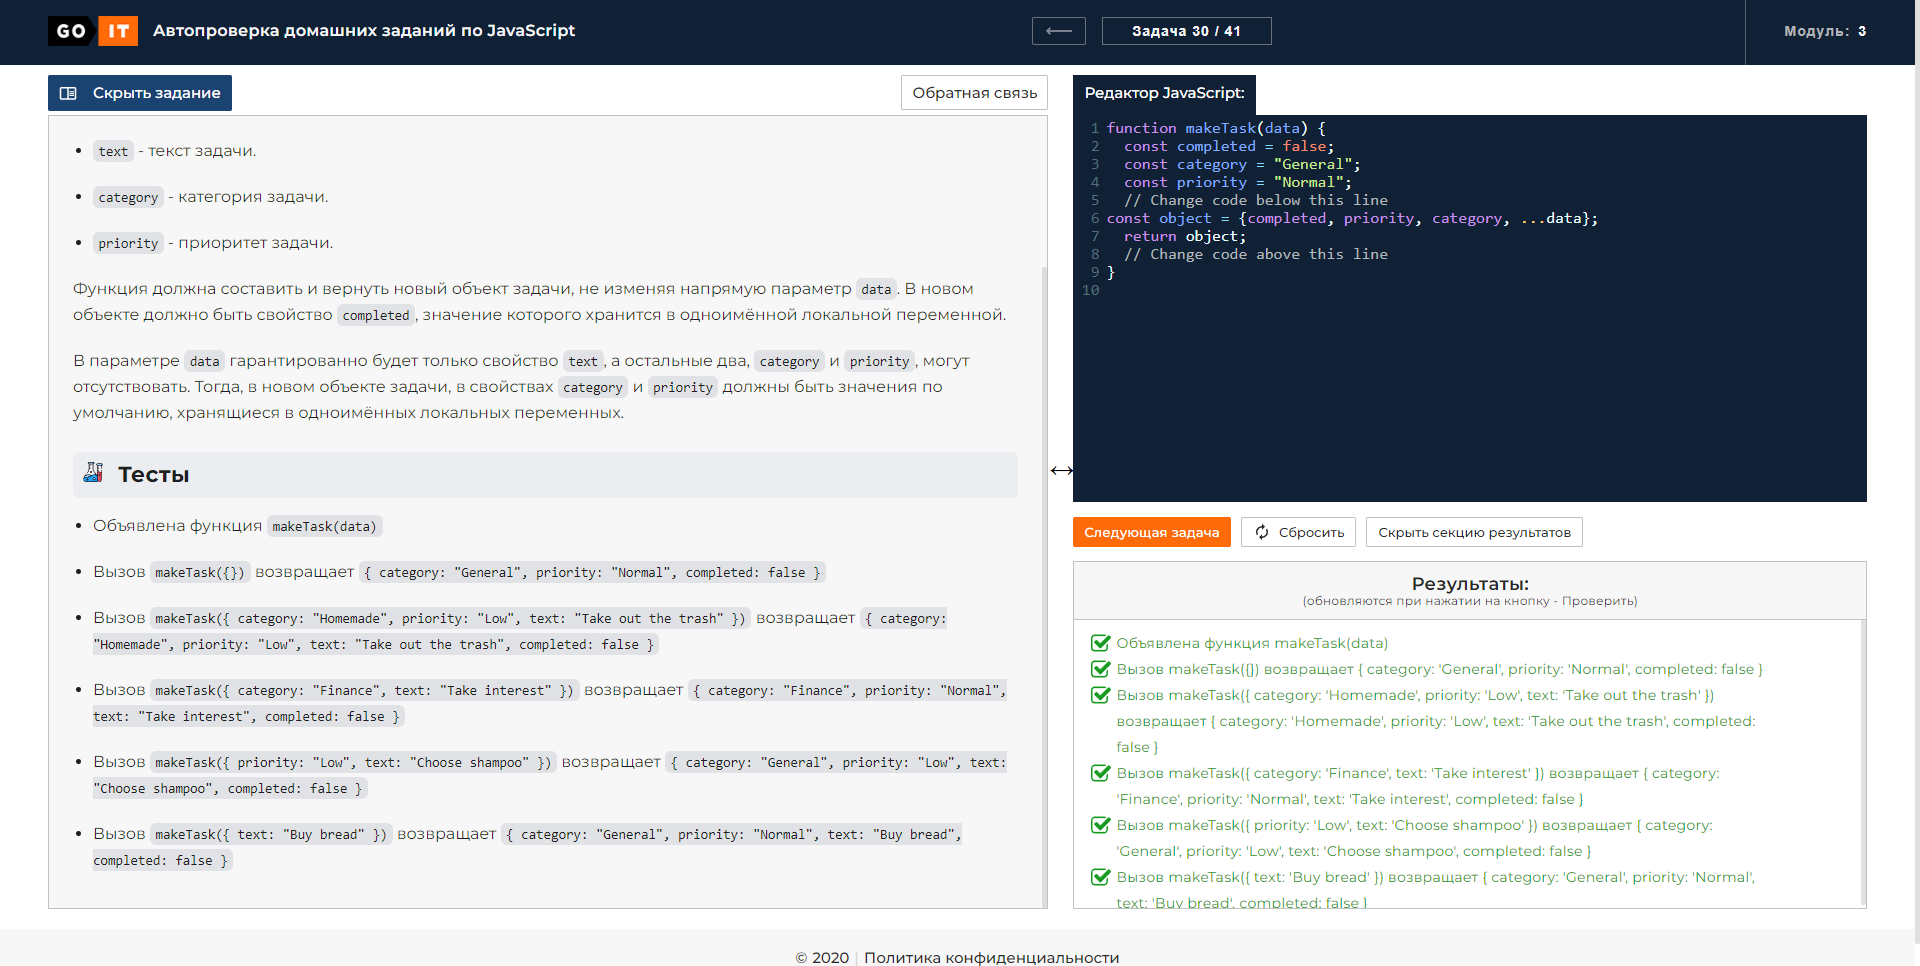 GO IT Автопроверка домашних заданий по JavaScript
Задача 30 / 41
Модуль: 3
Скрыть задание
Обратная связь
text - текст задачи.
category - категория задачи.
priority - приоритет задачи.
Функция должна составить и вернуть новый объект задачи, не изменяя напрямую параметр data. В новом
объекте должно быть свойство completed, значение которого хранится в одноимённой локальной переменной.
В параметре data гарантированно будет только свойство text, а остальные два, category и priority, могут
отсутствовать. Тогда, в новом объекте задачи, в свойствах category и priority должны быть значения по
умолчанию, хранящиеся в одноимённых локальных переменных.
Тесты
Объявлена функция makeTask(data)
Вызов makeTask({}) возвращает { category: "General", priority: "Normal", completed: false }
Вызов makeTask({ category: "Homemade", priority: "Low", text: "Take out the trash" }) возвращает { category:
"Homemade", priority: "Low", text: "Take out the trash", completed: false }
Вызов makeTask({ category: "Finance", text: "Take interest" }) возвращает { category: "Finance", priority: "Normal",
text: "Take interest", completed: false }
Вызов makeTask({ priority: "Low", text: "Choose shampoo" }) возвращает { category: "General", priority: "Low", text:
"Choose shampoo", completed: false }
Вызов makeTask({ text: "Buy bread" }) возвращает { category: "General", priority: "Normal", text: "Buy bread",
completed: false }
Редактор JavaScript:
1 function makeTask(data) {
2 const completed = false;
3 const category = "General";
4 const priority = "Normal";
5 // Change code below this line
6 const object = {completed, priority, category, ...data};
7 return object;
8 // Change code above this line
9 }
10
Следующая задача
Сбросить
Скрыть секцию результатов
Результаты:
(обновляются при нажатии на кнопку - Проверить)
Объявлена функция makeTask(data)
Вызов makeTask({}) возвращает { category: 'General', priority: 'Normal', completed: false }
Вызов makeTask({ category: 'Homemade', priority: 'Low', text: 'Take out the trash' })
возвращает { category: 'Homemade', priority: 'Low', text: 'Take out the trash', completed:
false }
Вызов makeTask({ category: 'Finance', text: 'Take interest' }) возвращает { category:
'Finance', priority: 'Normal', text: 'Take interest', completed: false }
Вызов makeTask({ priority: 'Low', text: 'Choose shampoo' }) возвращает { category:
'General', priority: 'Low', text: 'Choose shampoo', completed: false }
Вызов makeTask({ text: 'Buy bread' }) возвращает { category: 'General', priority: 'Normal',
text: 'Buy bread', completed: false }
© 2020 | Политика конфиденциальности